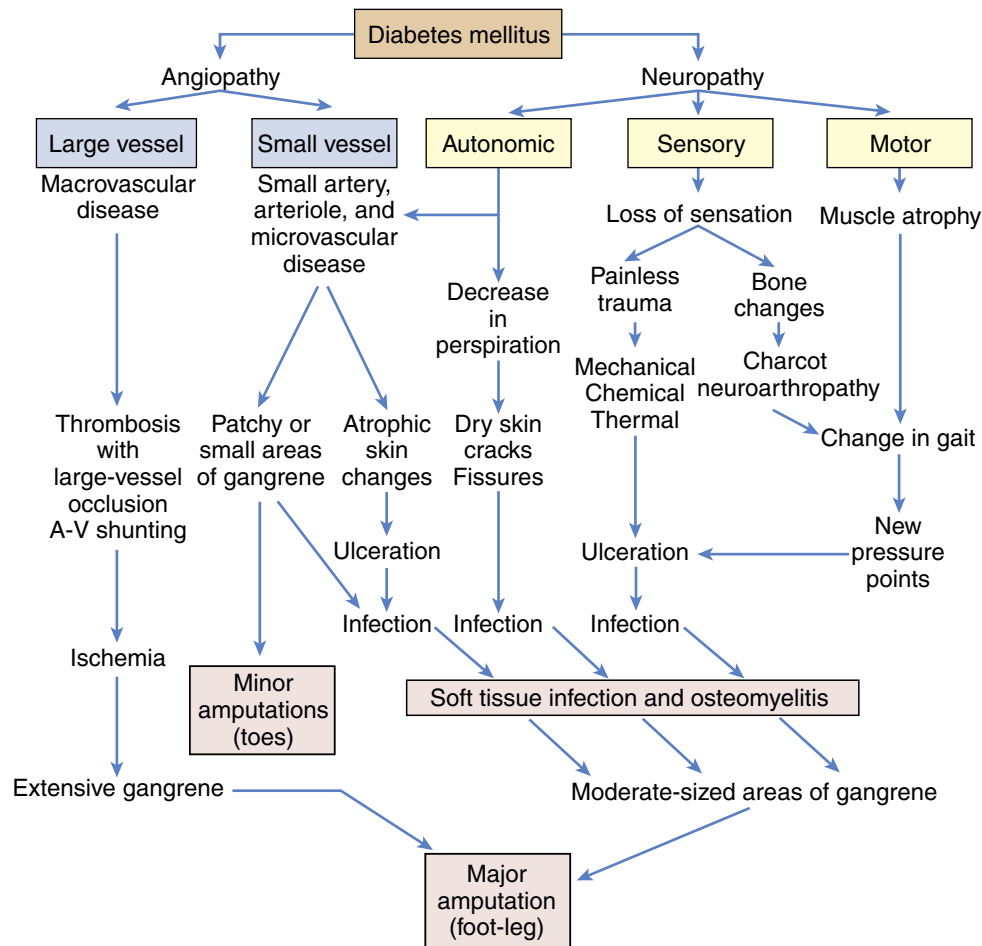 Diabetes mellitus
Angiopathy
Neuropathy
Large vessel
Small vessel
Autonomic
Sensory
Motor
Macrovascular
disease
Small artery,
arteriole, and
microvascular
disease
Loss of sensation
Muscle atrophy
Painless
trauma
Bone
changes
Decrease
in
perspiration
Mechanical
Chemical
Thermal
Charcot
neuroarthropathy
Thrombosis
with
large-vessel
occlusion
A-V shunting
Patchy or
small areas
of gangrene
Atrophic
skin
changes
Dry skin
cracks
Fissures
Change in gait
Ulceration
Ulceration
New
pressure
points
Infection
Infection
Infection
Ischemia
Minor
amputations
(toes)
Soft tissue infection and osteomyelitis
Extensive gangrene
Moderate-sized areas of gangrene
Major
amputation
(foot-leg)